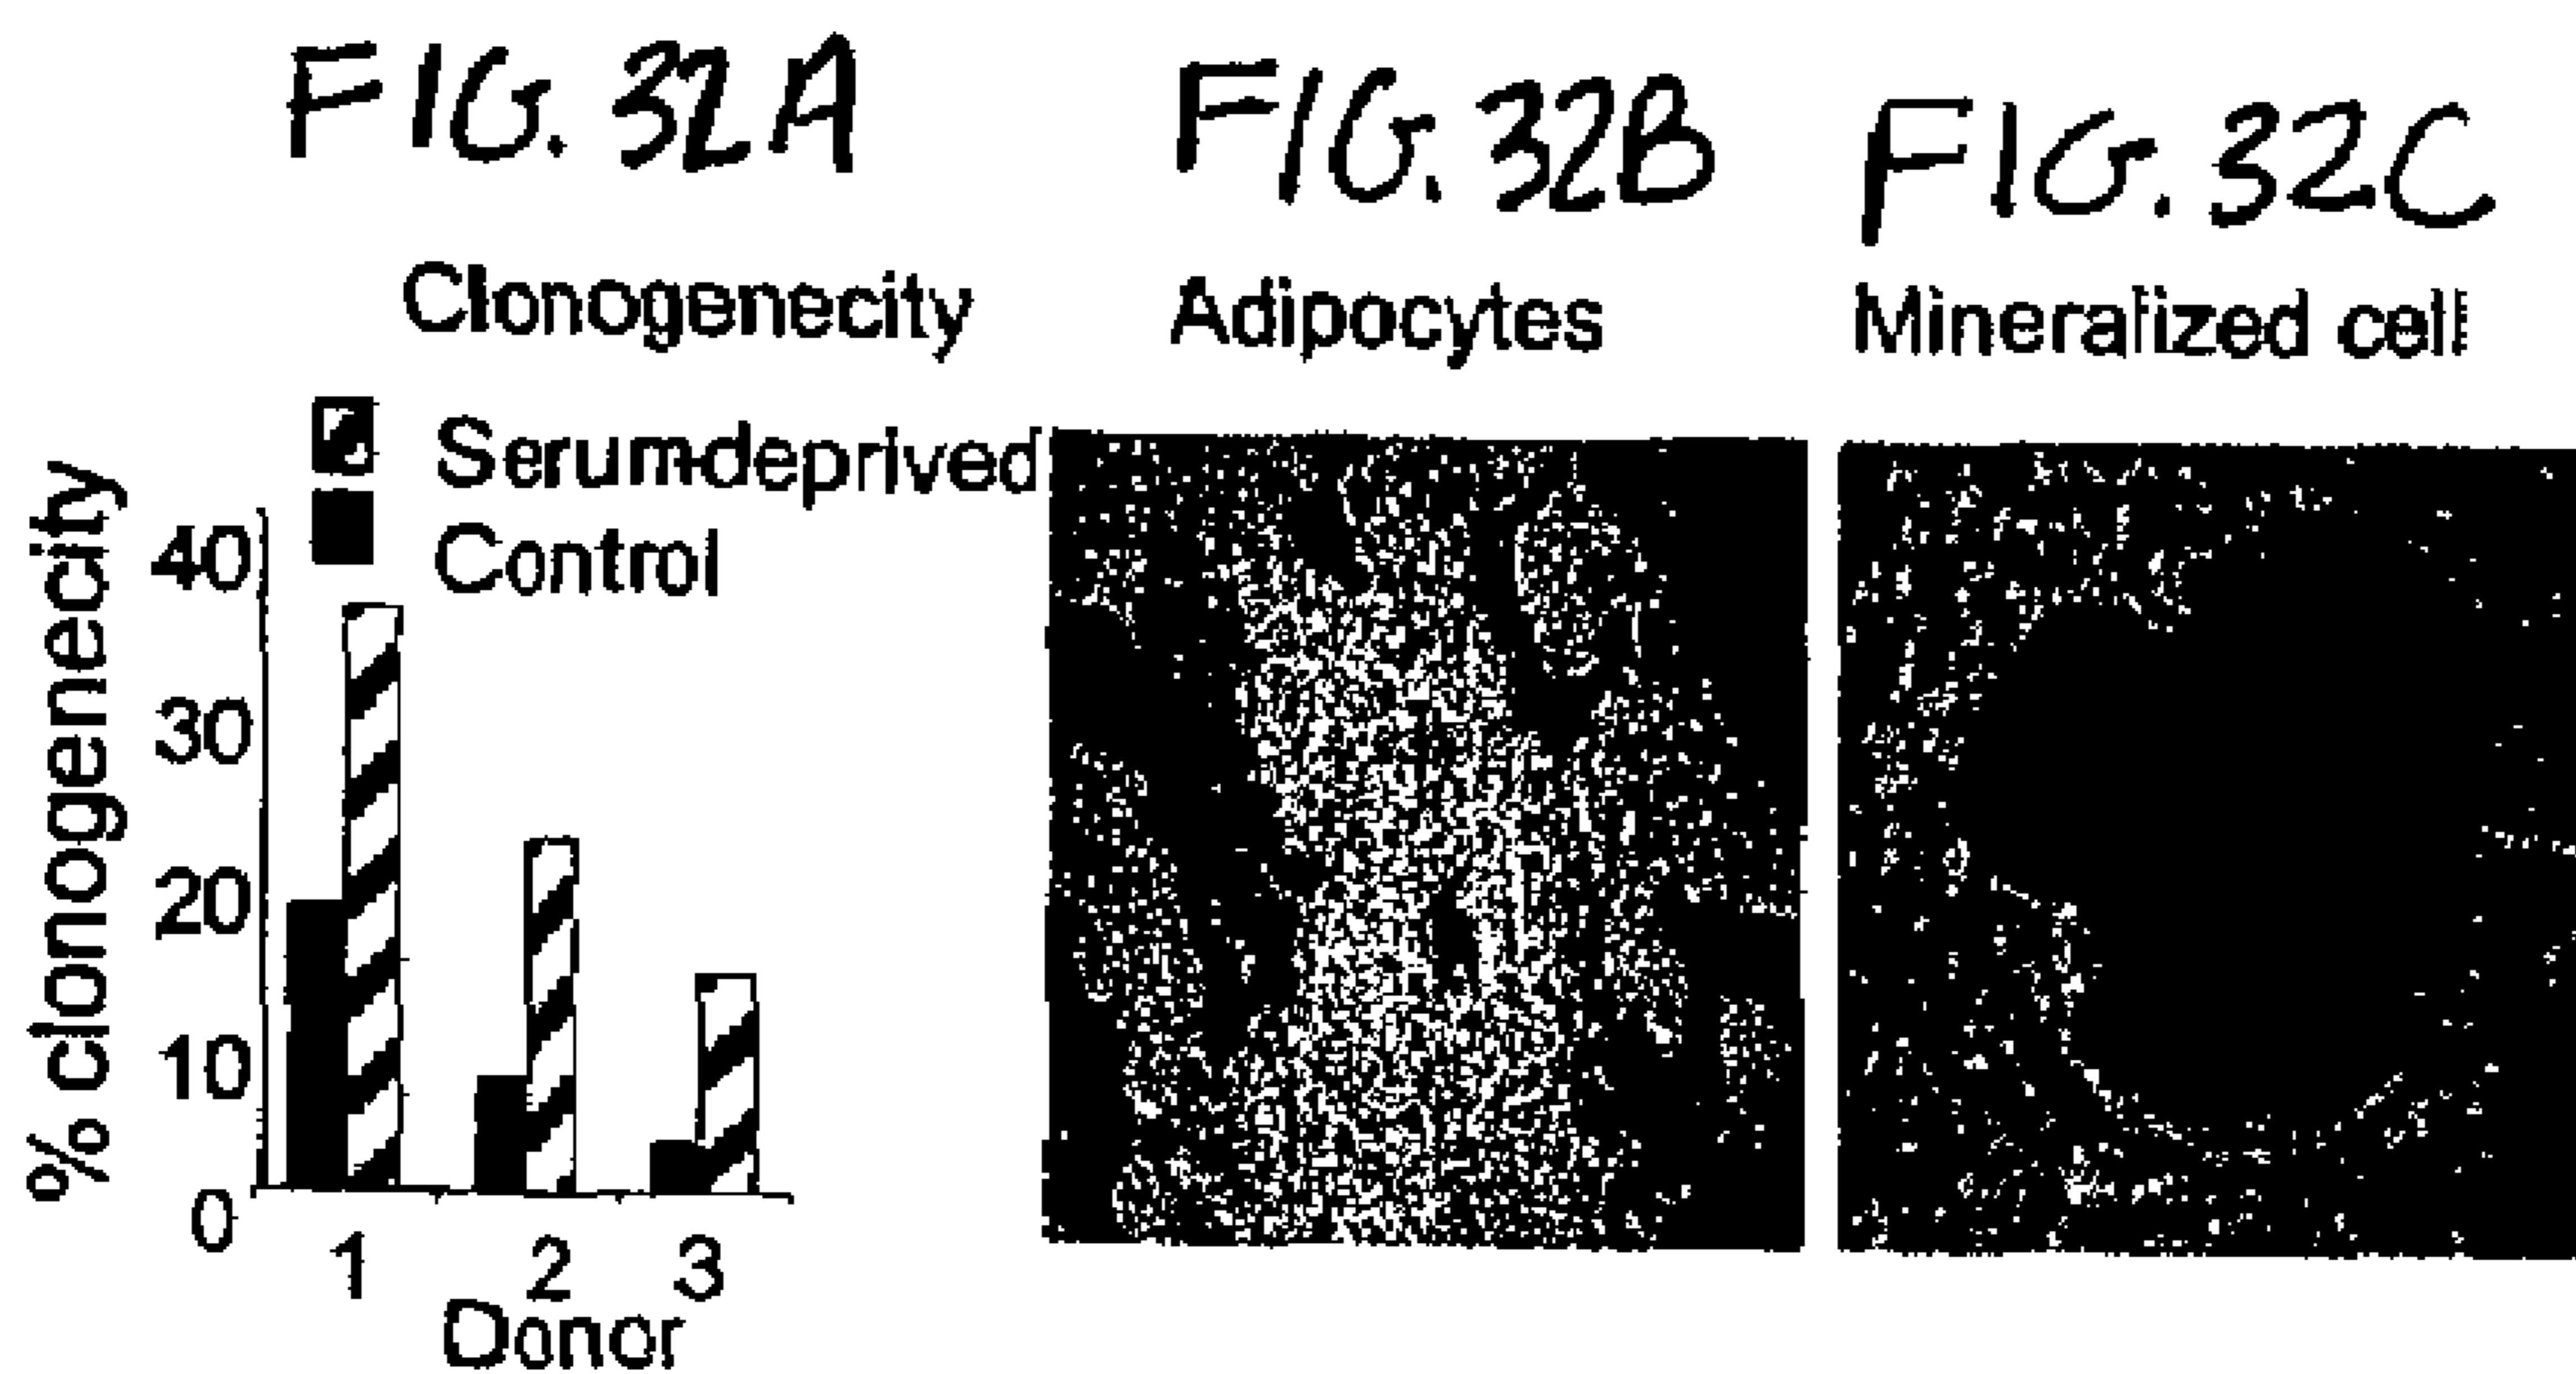 FIG. 32A
Clonogenecity
Serum-deprived
Control
% clonogenecity
40
30
20
10
0
1 2 3
Donor
FIG. 32B
Adipocytes
FIG. 32C
Mineralized cell